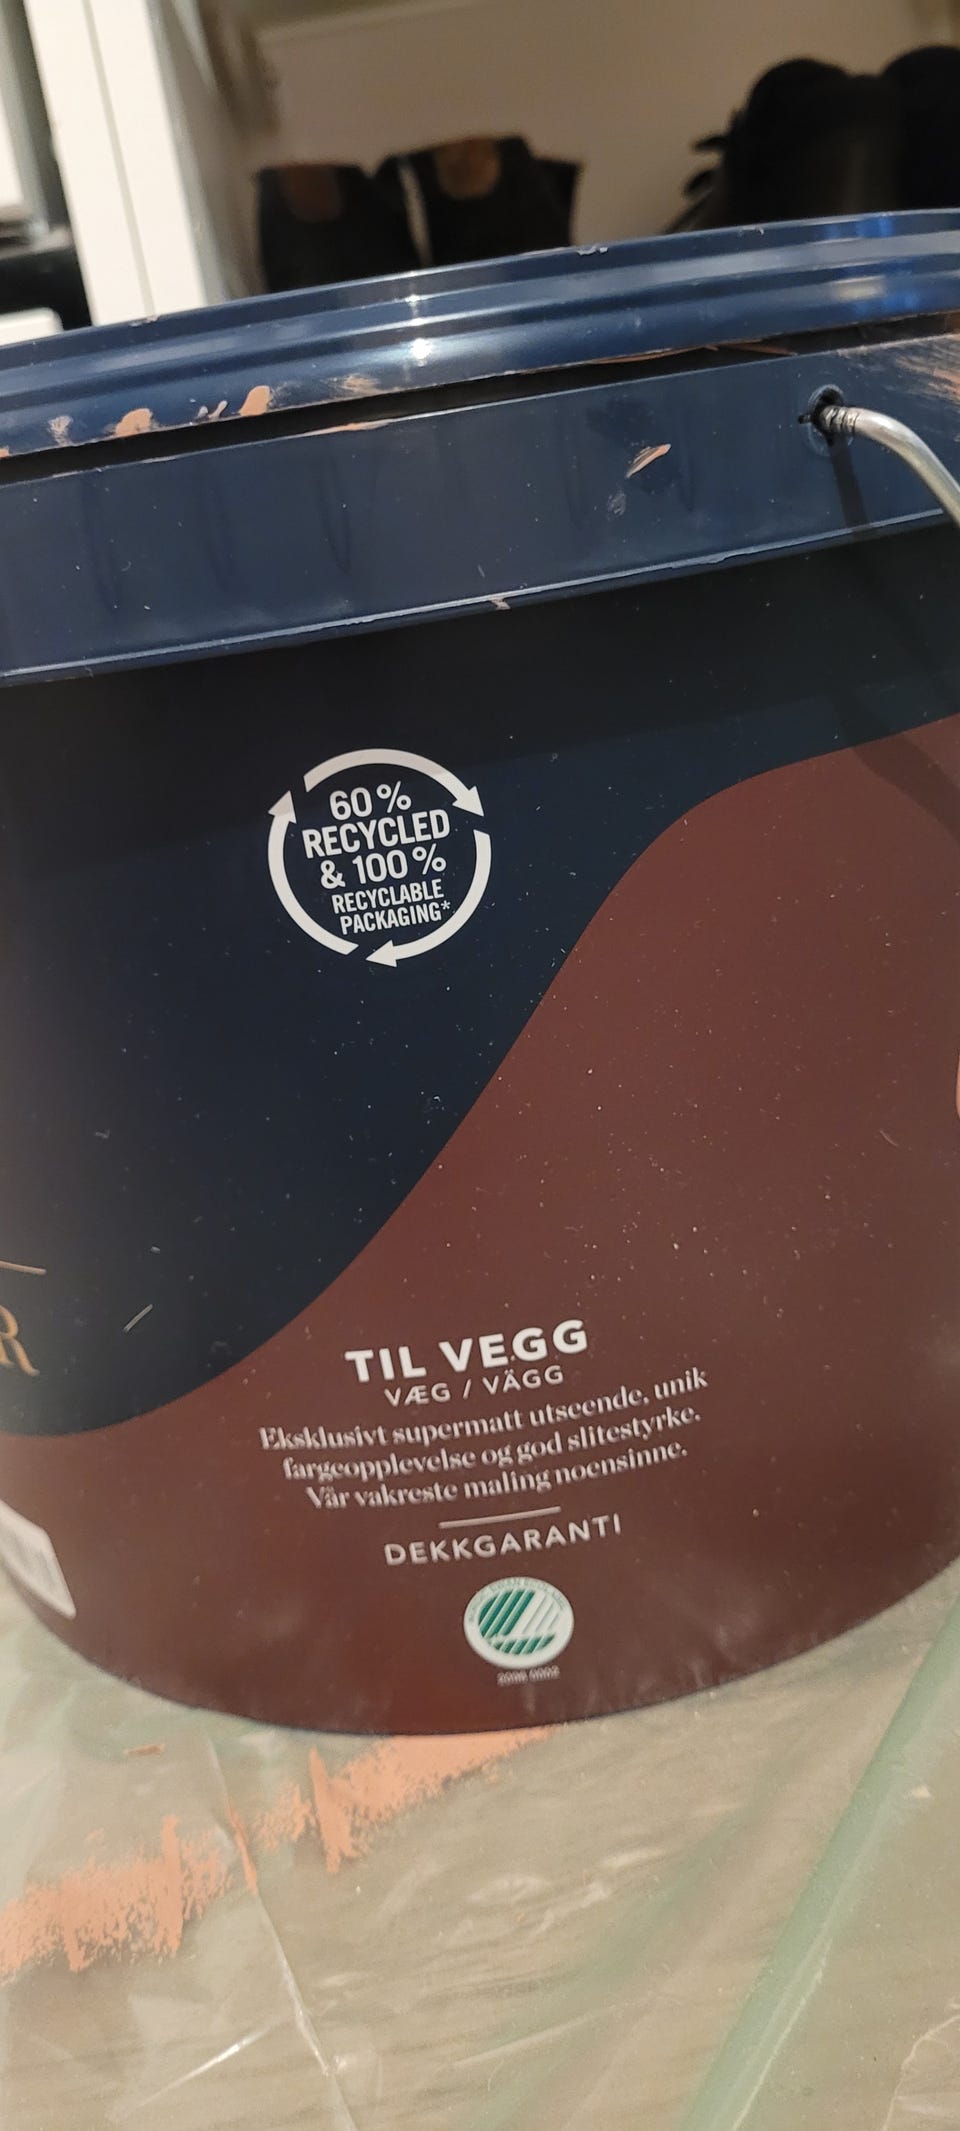 60 %
RECYCLED
& 100 %
RECYCLABLE
PACKAGING*
R
TIL VEGG
VÆG / VÄGG
Eksklusivt supermatt utseende, unik
fargeopplevelse og god slitestyrke.
Vår vakreste maling noensinne.
DEKKGARANTI